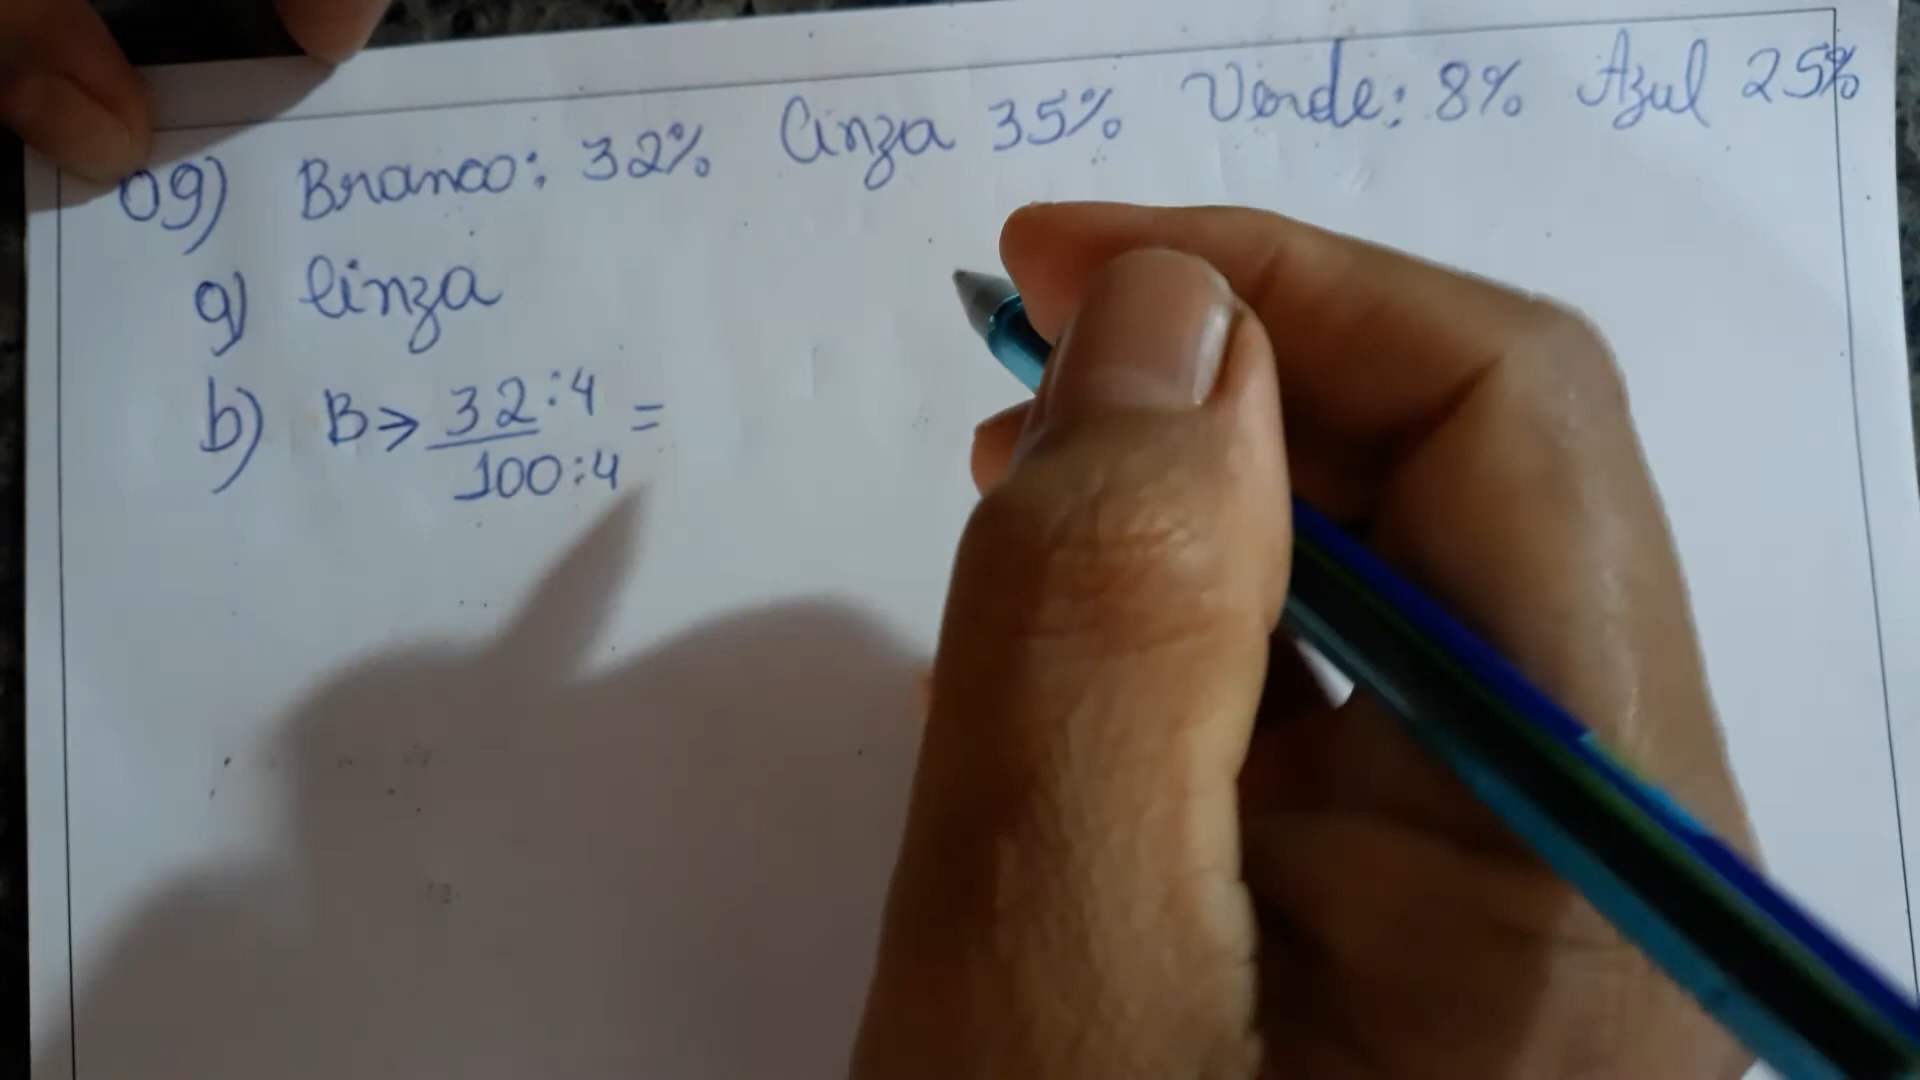 09) Branco: 32% Cinza 35% Verde: 8% Azul 25%
a) Cinza
b) B→ 32:4 =
100:4